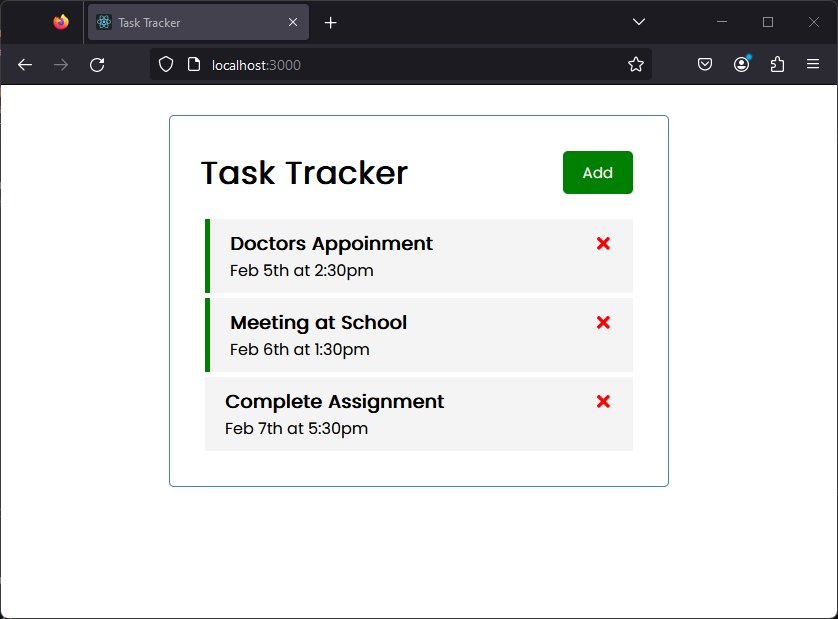 Task Tracker
localhost:3000
Task Tracker
Add
Doctors Appoinment
Feb 5th at 2:30pm
Meeting at School
Feb 6th at 1:30pm
Complete Assignment
Feb 7th at 5:30pm